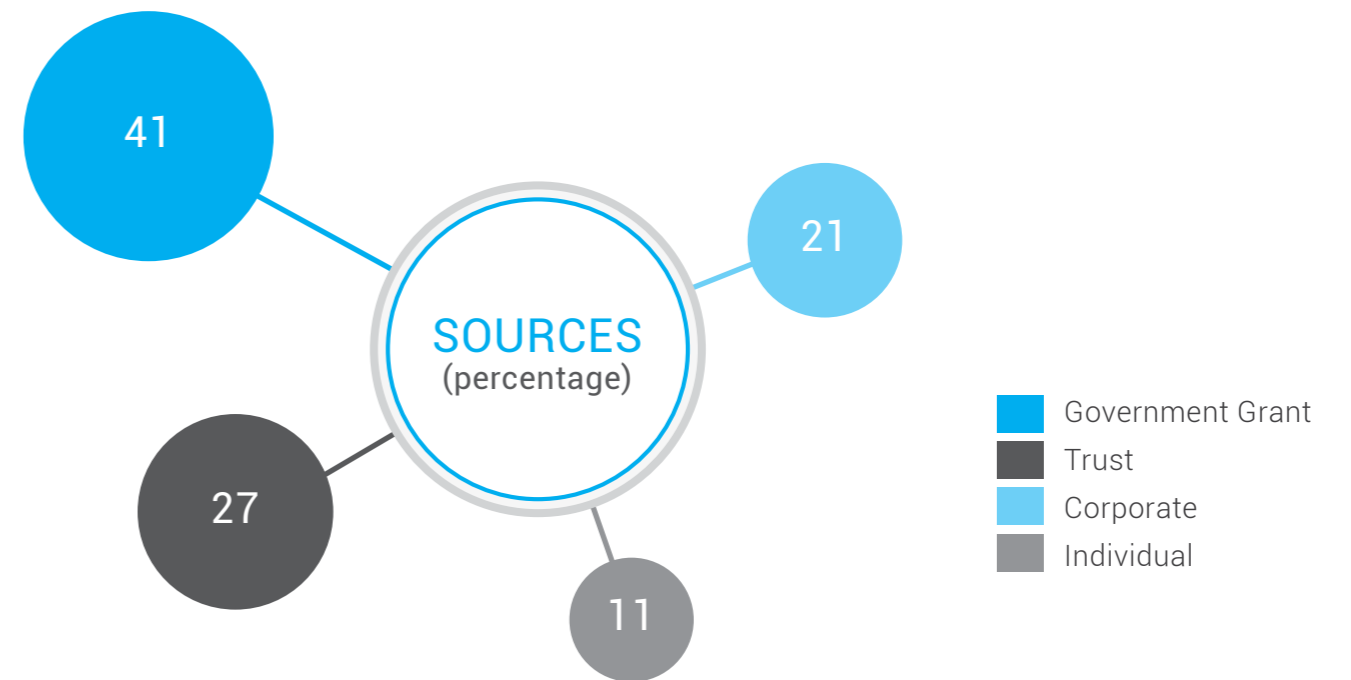 41
21
SOURCES
(percentage)
27
11
Government Grant
Trust
Corporate
Individual